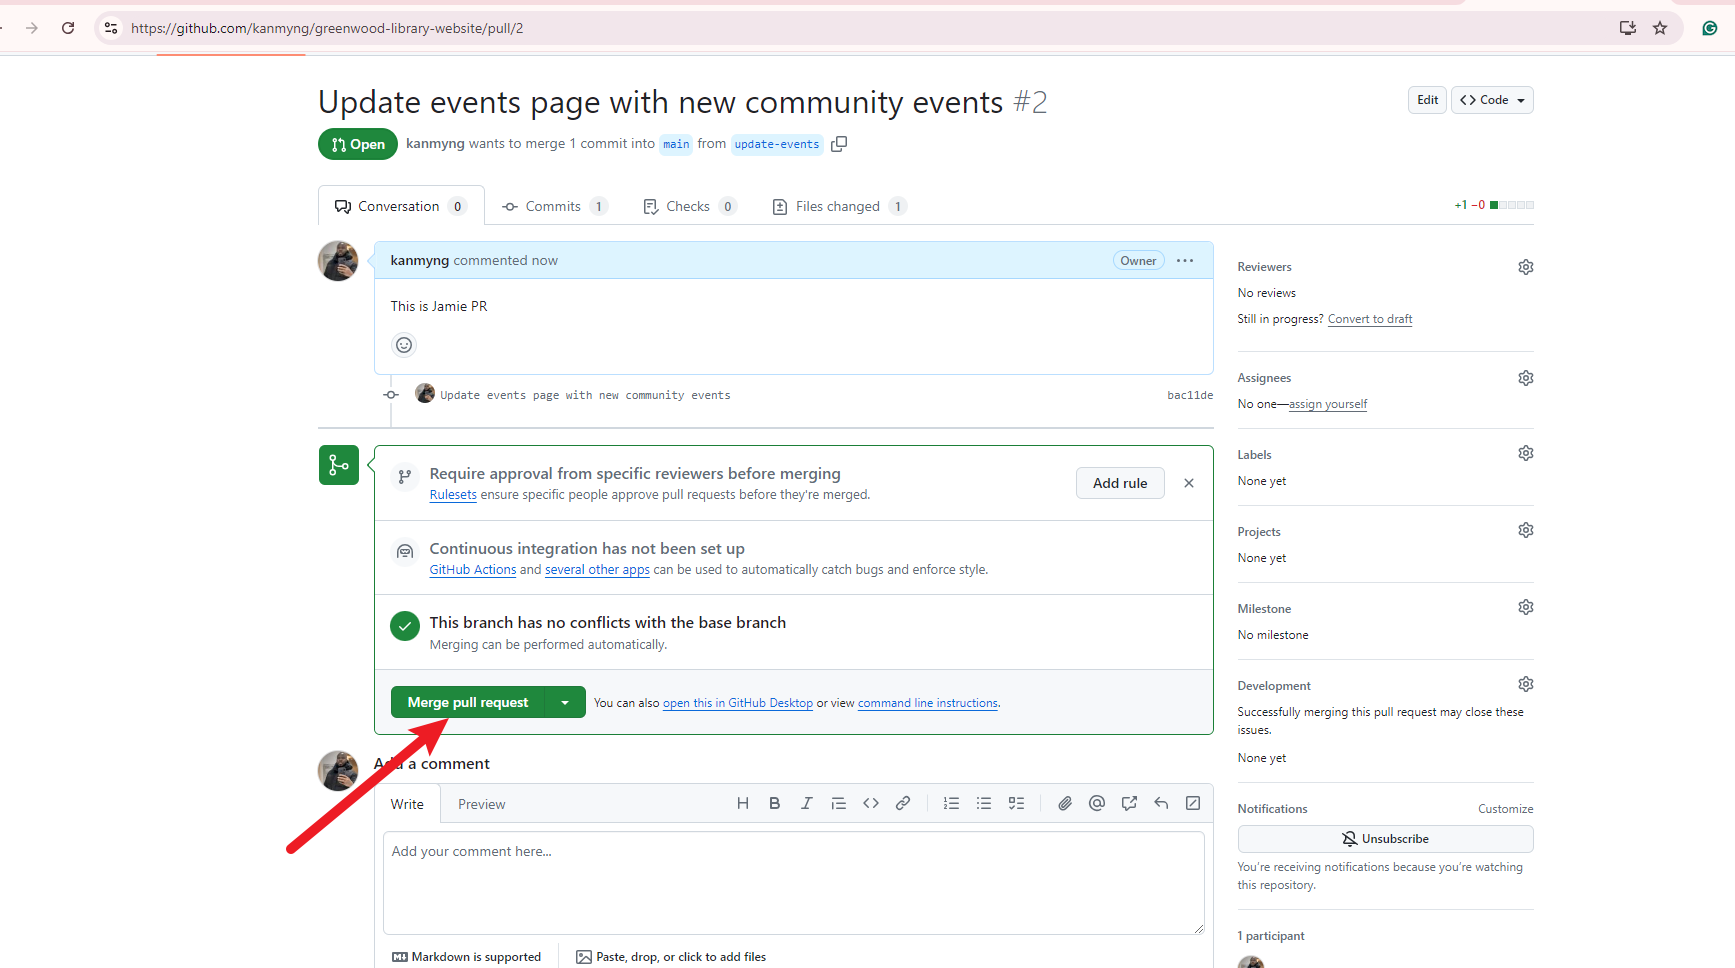 https://github.com/kanmyng/greenwood-library-website/pull/2
Update events page with new community events #2
Edit
Code
Open
kanmyng wants to merge 1 commit into main from update-events
Conversation 0
Commits 1
Checks 0
Files changed 1
+1 −0
kanmyng commented now
Owner
This is Jamie PR
Update events page with new community events
bac11de
Require approval from specific reviewers before merging
Rulesets ensure specific people approve pull requests before they're merged.
Add rule
Continuous integration has not been set up
GitHub Actions and several other apps can be used to automatically catch bugs and enforce style.
This branch has no conflicts with the base branch
Merging can be performed automatically.
Merge pull request
You can also open this in GitHub Desktop or view command line instructions.
Add a comment
Write
Preview
H B I
Add your comment here...
Markdown is supported
Paste, drop, or click to add files
Reviewers
No reviews
Still in progress? Convert to draft
Assignees
No one—assign yourself
Labels
None yet
Projects
None yet
Milestone
No milestone
Development
Successfully merging this pull request may close these
issues.
None yet
Notifications
Customize
Unsubscribe
You're receiving notifications because you're watching
this repository.
1 participant